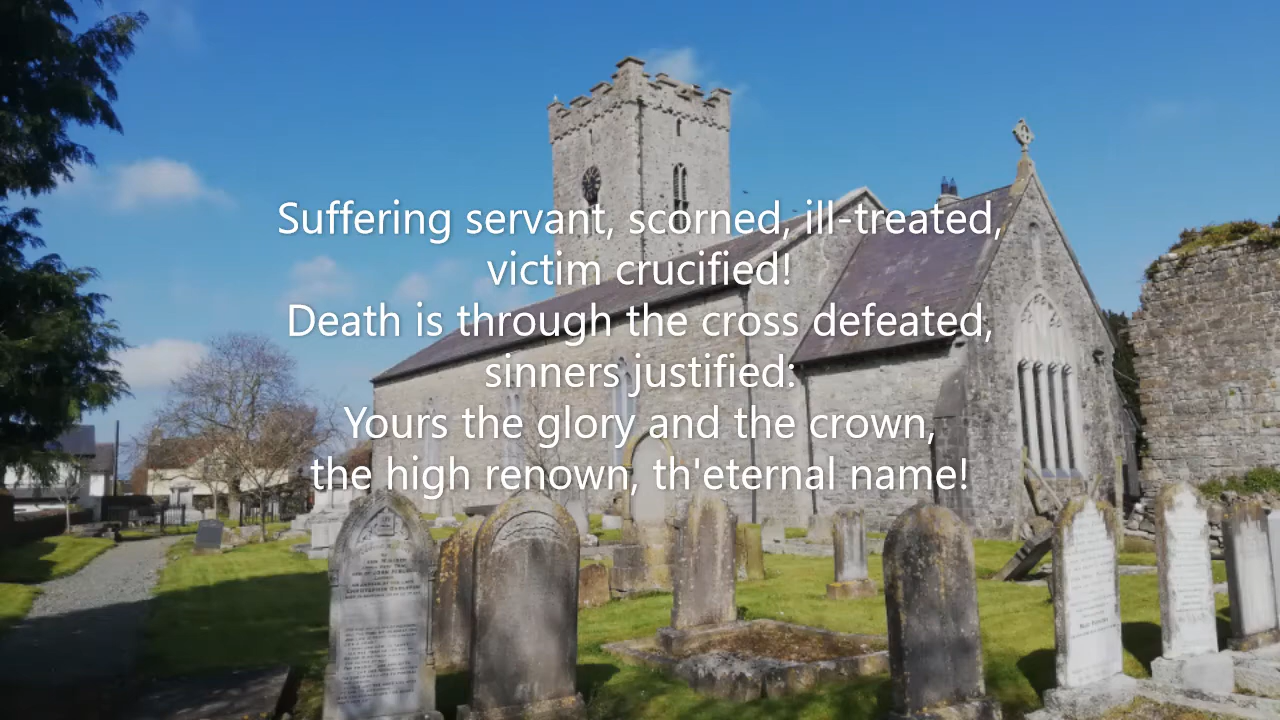 Suffering servant, scorned, ill-treated,
victim crucified!
Death is through the cross defeated,
sinners justified:
Yours the glory and the crown,
the high renown, th'eternal name!